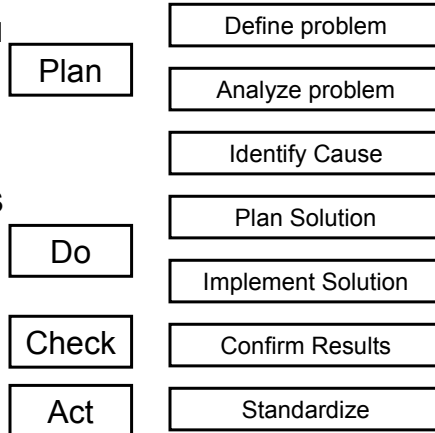 Define problem
Plan
Analyze problem
Identify Cause
Plan Solution
Do
Implement Solution
Check
Confirm Results
Act
Standardize